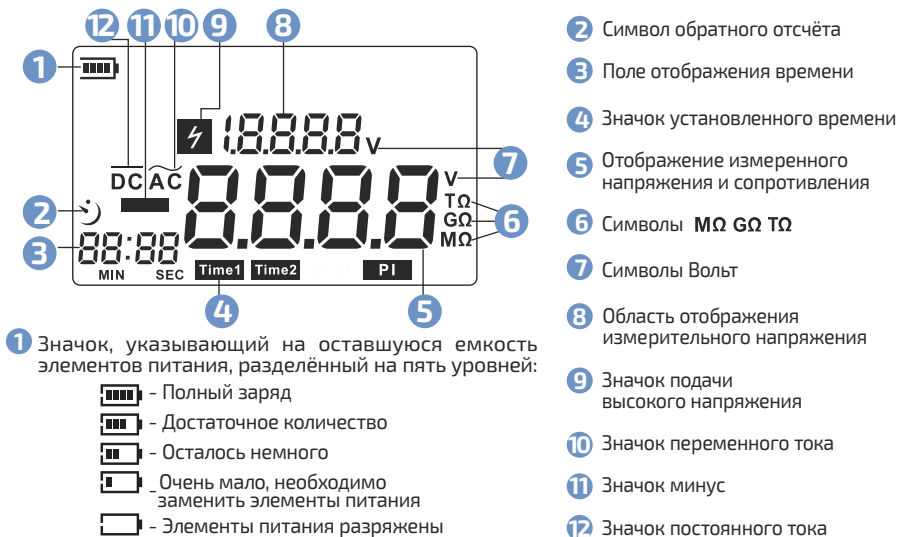 12 11 10 9 8
1
1.8.8.8.8 V
7
DC AC
8.8.8.8 V
TΩ
GΩ
MΩ
6
2
3
88:88
MIN SEC
Time1 Time2 PI
4 5
1 Значок, указывающий на оставшуюся емкость
элементов питания, разделённый на пять уровней:
- Полный заряд
- Достаточное количество
- Осталось немного
_Очень мало, необходимо
заменить элементы питания
- Элементы питания разряжены
2 Символ обратного отсчёта
3 Поле отображения времени
4 Значок установленного времени
5 Отображение измеренного
напряжения и сопротивления
6 Символы MΩ GΩ TΩ
7 Символы Вольт
8 Область отображения
измерительного напряжения
9 Значок подачи
высокого напряжения
10 Значок переменного тока
11 Значок минус
12 Значок постоянного тока